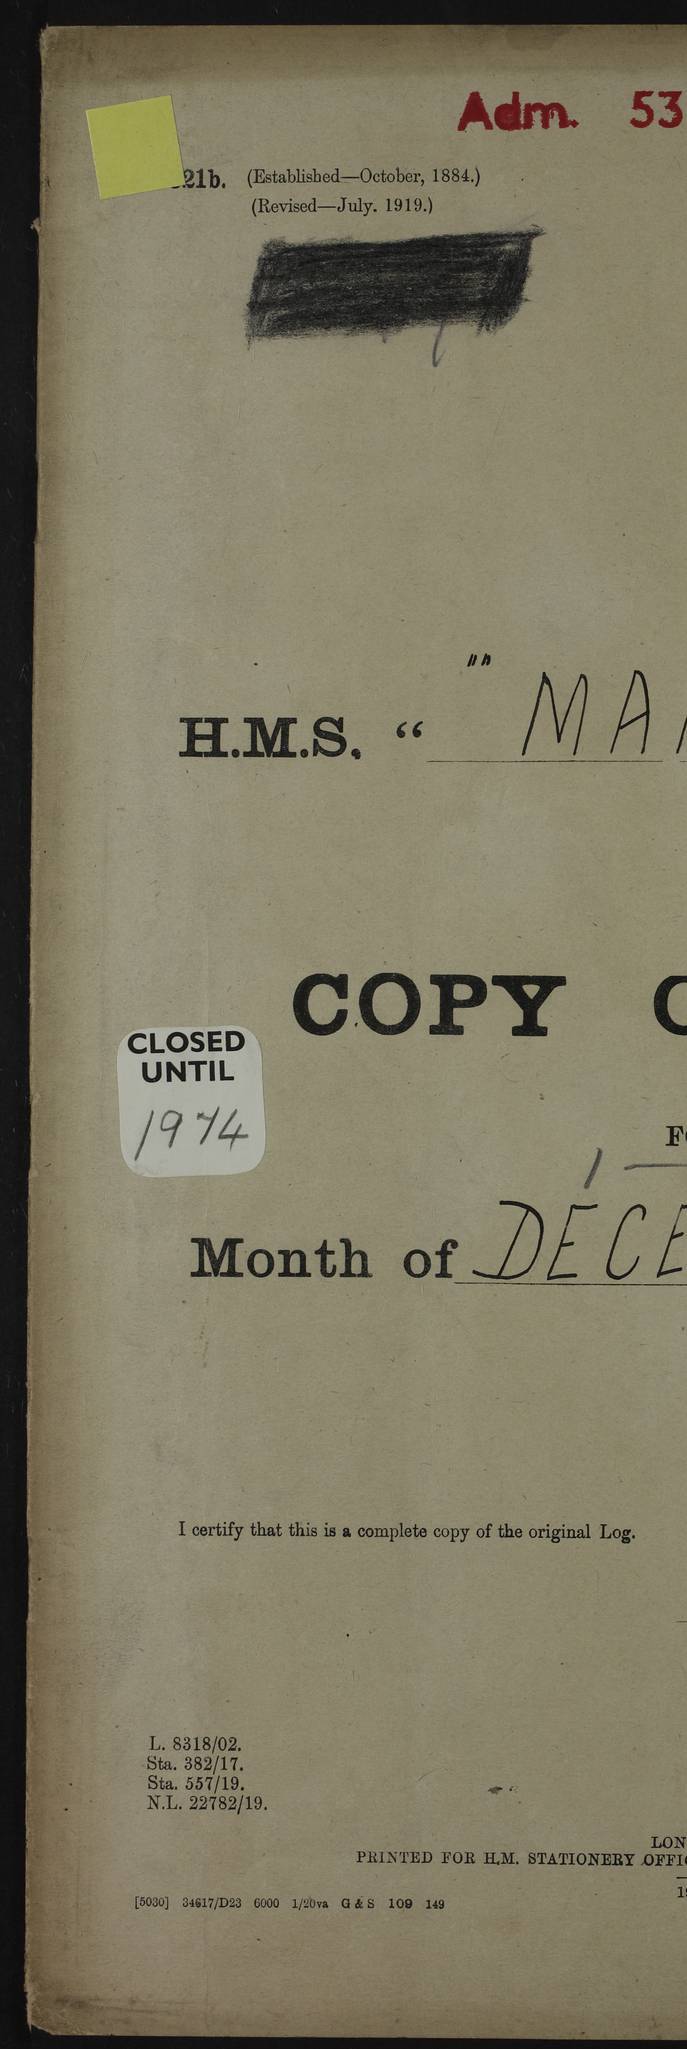 Adm. 53
21b. (Established—October, 1884.)
(Revised—July. 1919.)
H.M.S. “ MA
COPY
CLOSED
UNTIL
1974
Month of DECE
I certify that this is a complete copy of the original Log.
L. 8318/02.
Sta. 382/17.
Sta. 557/19.
N.L. 22782/19.
LON
PRINTED FOR H.M. STATIONERY OFFI
[5030] 34617/D23 6000 1/20va G & S 109 149